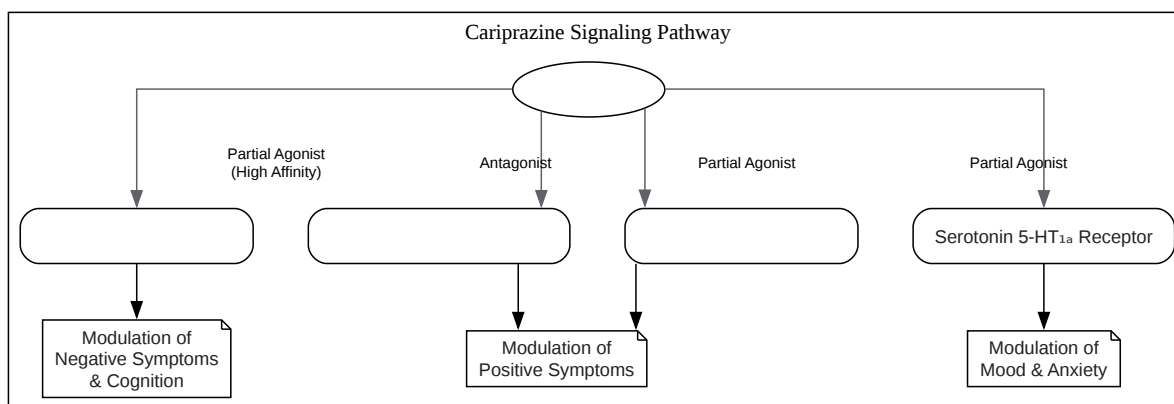 Cariprazine Signaling Pathway
Partial Agonist
(High Affinity)
Antagonist
Partial Agonist
Partial Agonist
Serotonin 5-HT₁ₐ Receptor
Modulation of
Negative Symptoms
& Cognition
Modulation of
Positive Symptoms
Modulation of
Mood & Anxiety